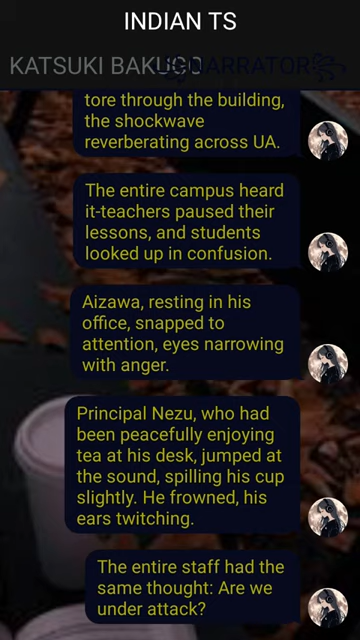 INDIAN TS
KATSUKI BAKUGO
NARRATOR
tore through the building,
the shockwave
reverberating across UA.
The entire campus heard
it-teachers paused their
lessons, and students
looked up in confusion.
Aizawa, resting in his
office, snapped to
attention, eyes narrowing
with anger.
Principal Nezu, who had
been peacefully enjoying
tea at his desk, jumped at
the sound, spilling his cup
slightly. He frowned, his
ears twitching.
The entire staff had the
same thought: Are we
under attack?